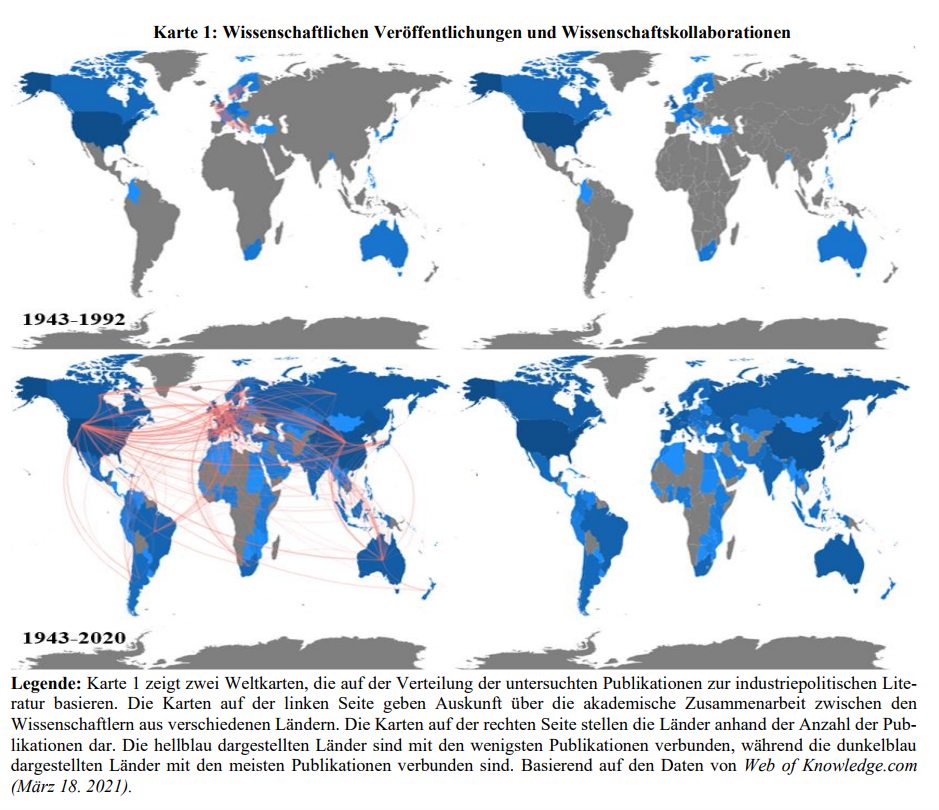 Karte 1: Wissenschaftlichen Veröffentlichungen und Wissenschaftskollaborationen
1943-1992
1943-2020
Legende: Karte 1 zeigt zwei Weltkarten, die auf der Verteilung der untersuchten Publikationen zur industriepolitischen Lite-
ratur basieren. Die Karten auf der linken Seite geben Auskunft über die akademische Zusammenarbeit zwischen den
Wissenschaftlern aus verschiedenen Ländern. Die Karten auf der rechten Seite stellen die Länder anhand der Anzahl der Pub-
likationen dar. Die hellblau dargestellten Länder sind mit den wenigsten Publikationen verbunden, während die dunkelblau
dargestellten Länder mit den meisten Publikationen verbunden sind. Basierend auf den Daten von Web of Knowledge.com
(März 18. 2021).